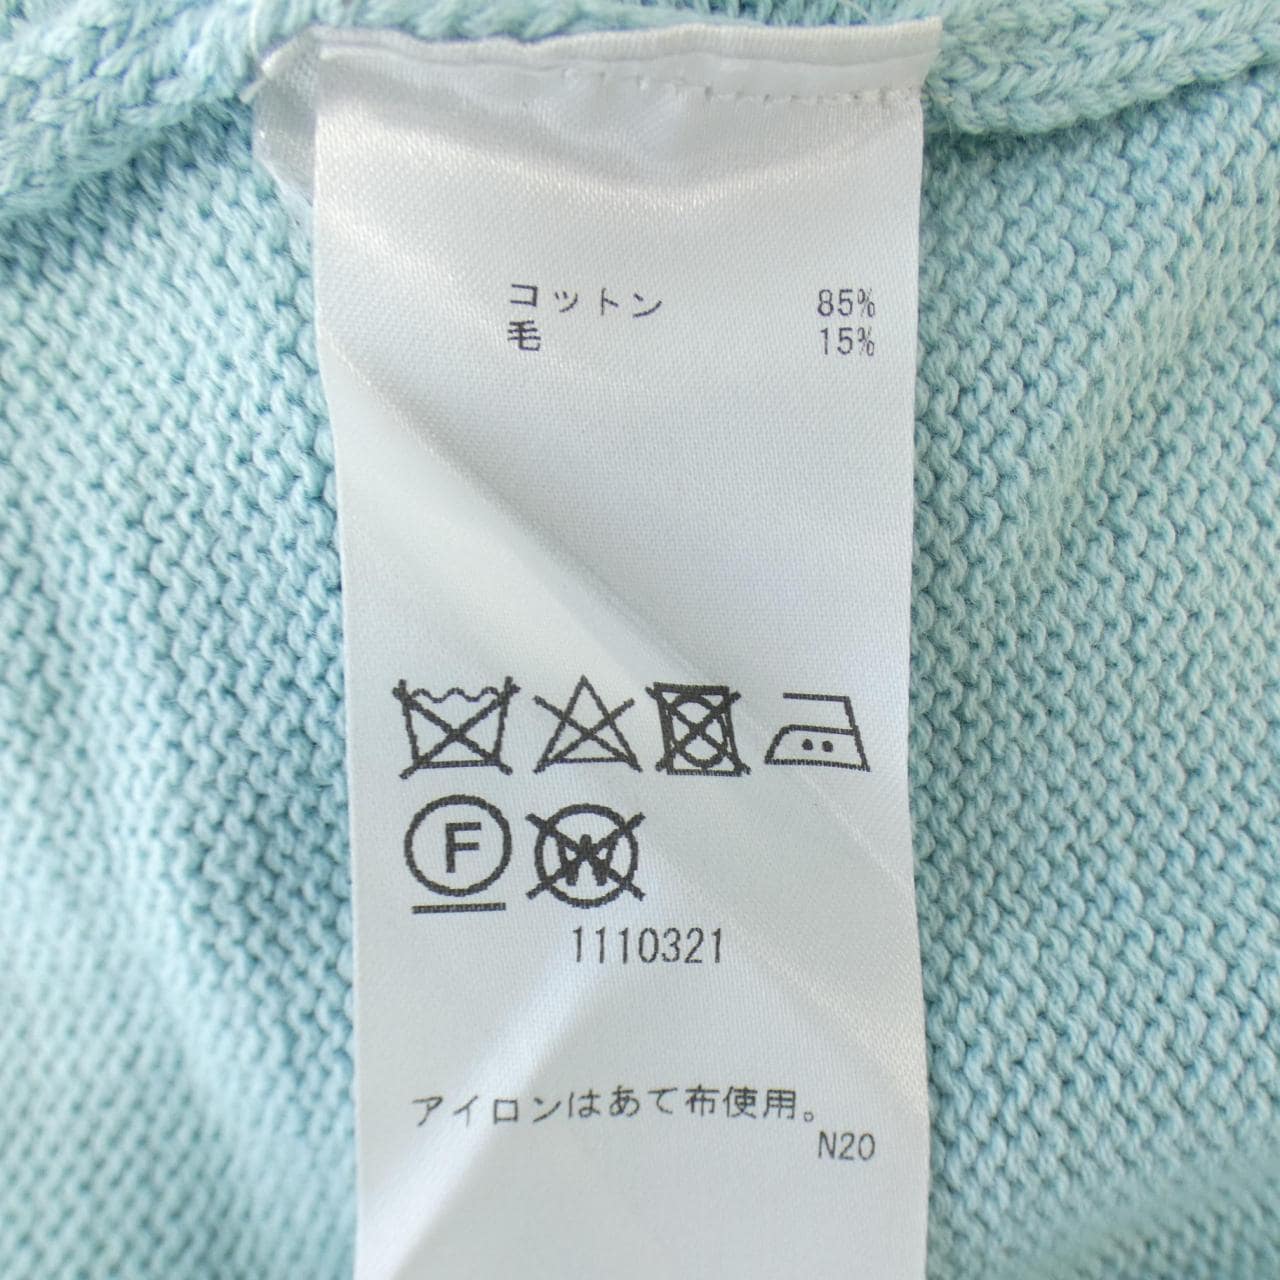 コットン 85%
毛 15%
F W
1110321
アイロンはあて布使用。
N20